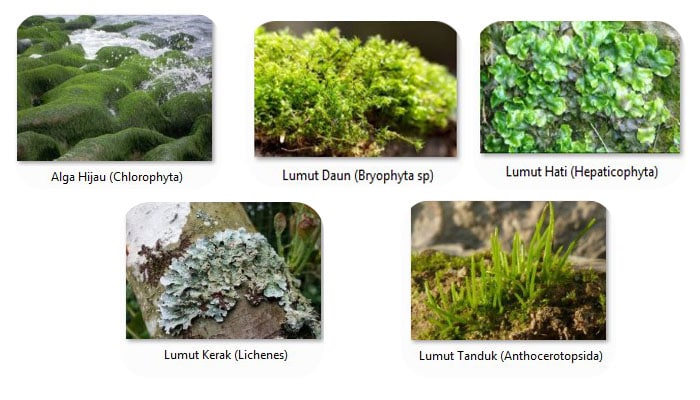 Alga Hijau (Chlorophyta)
Lumut Daun (Bryophyta sp)
Lumut Hati (Hepaticophyta)
Lumut Kerak (Lichenes)
Lumut Tanduk (Anthocerotopsida)